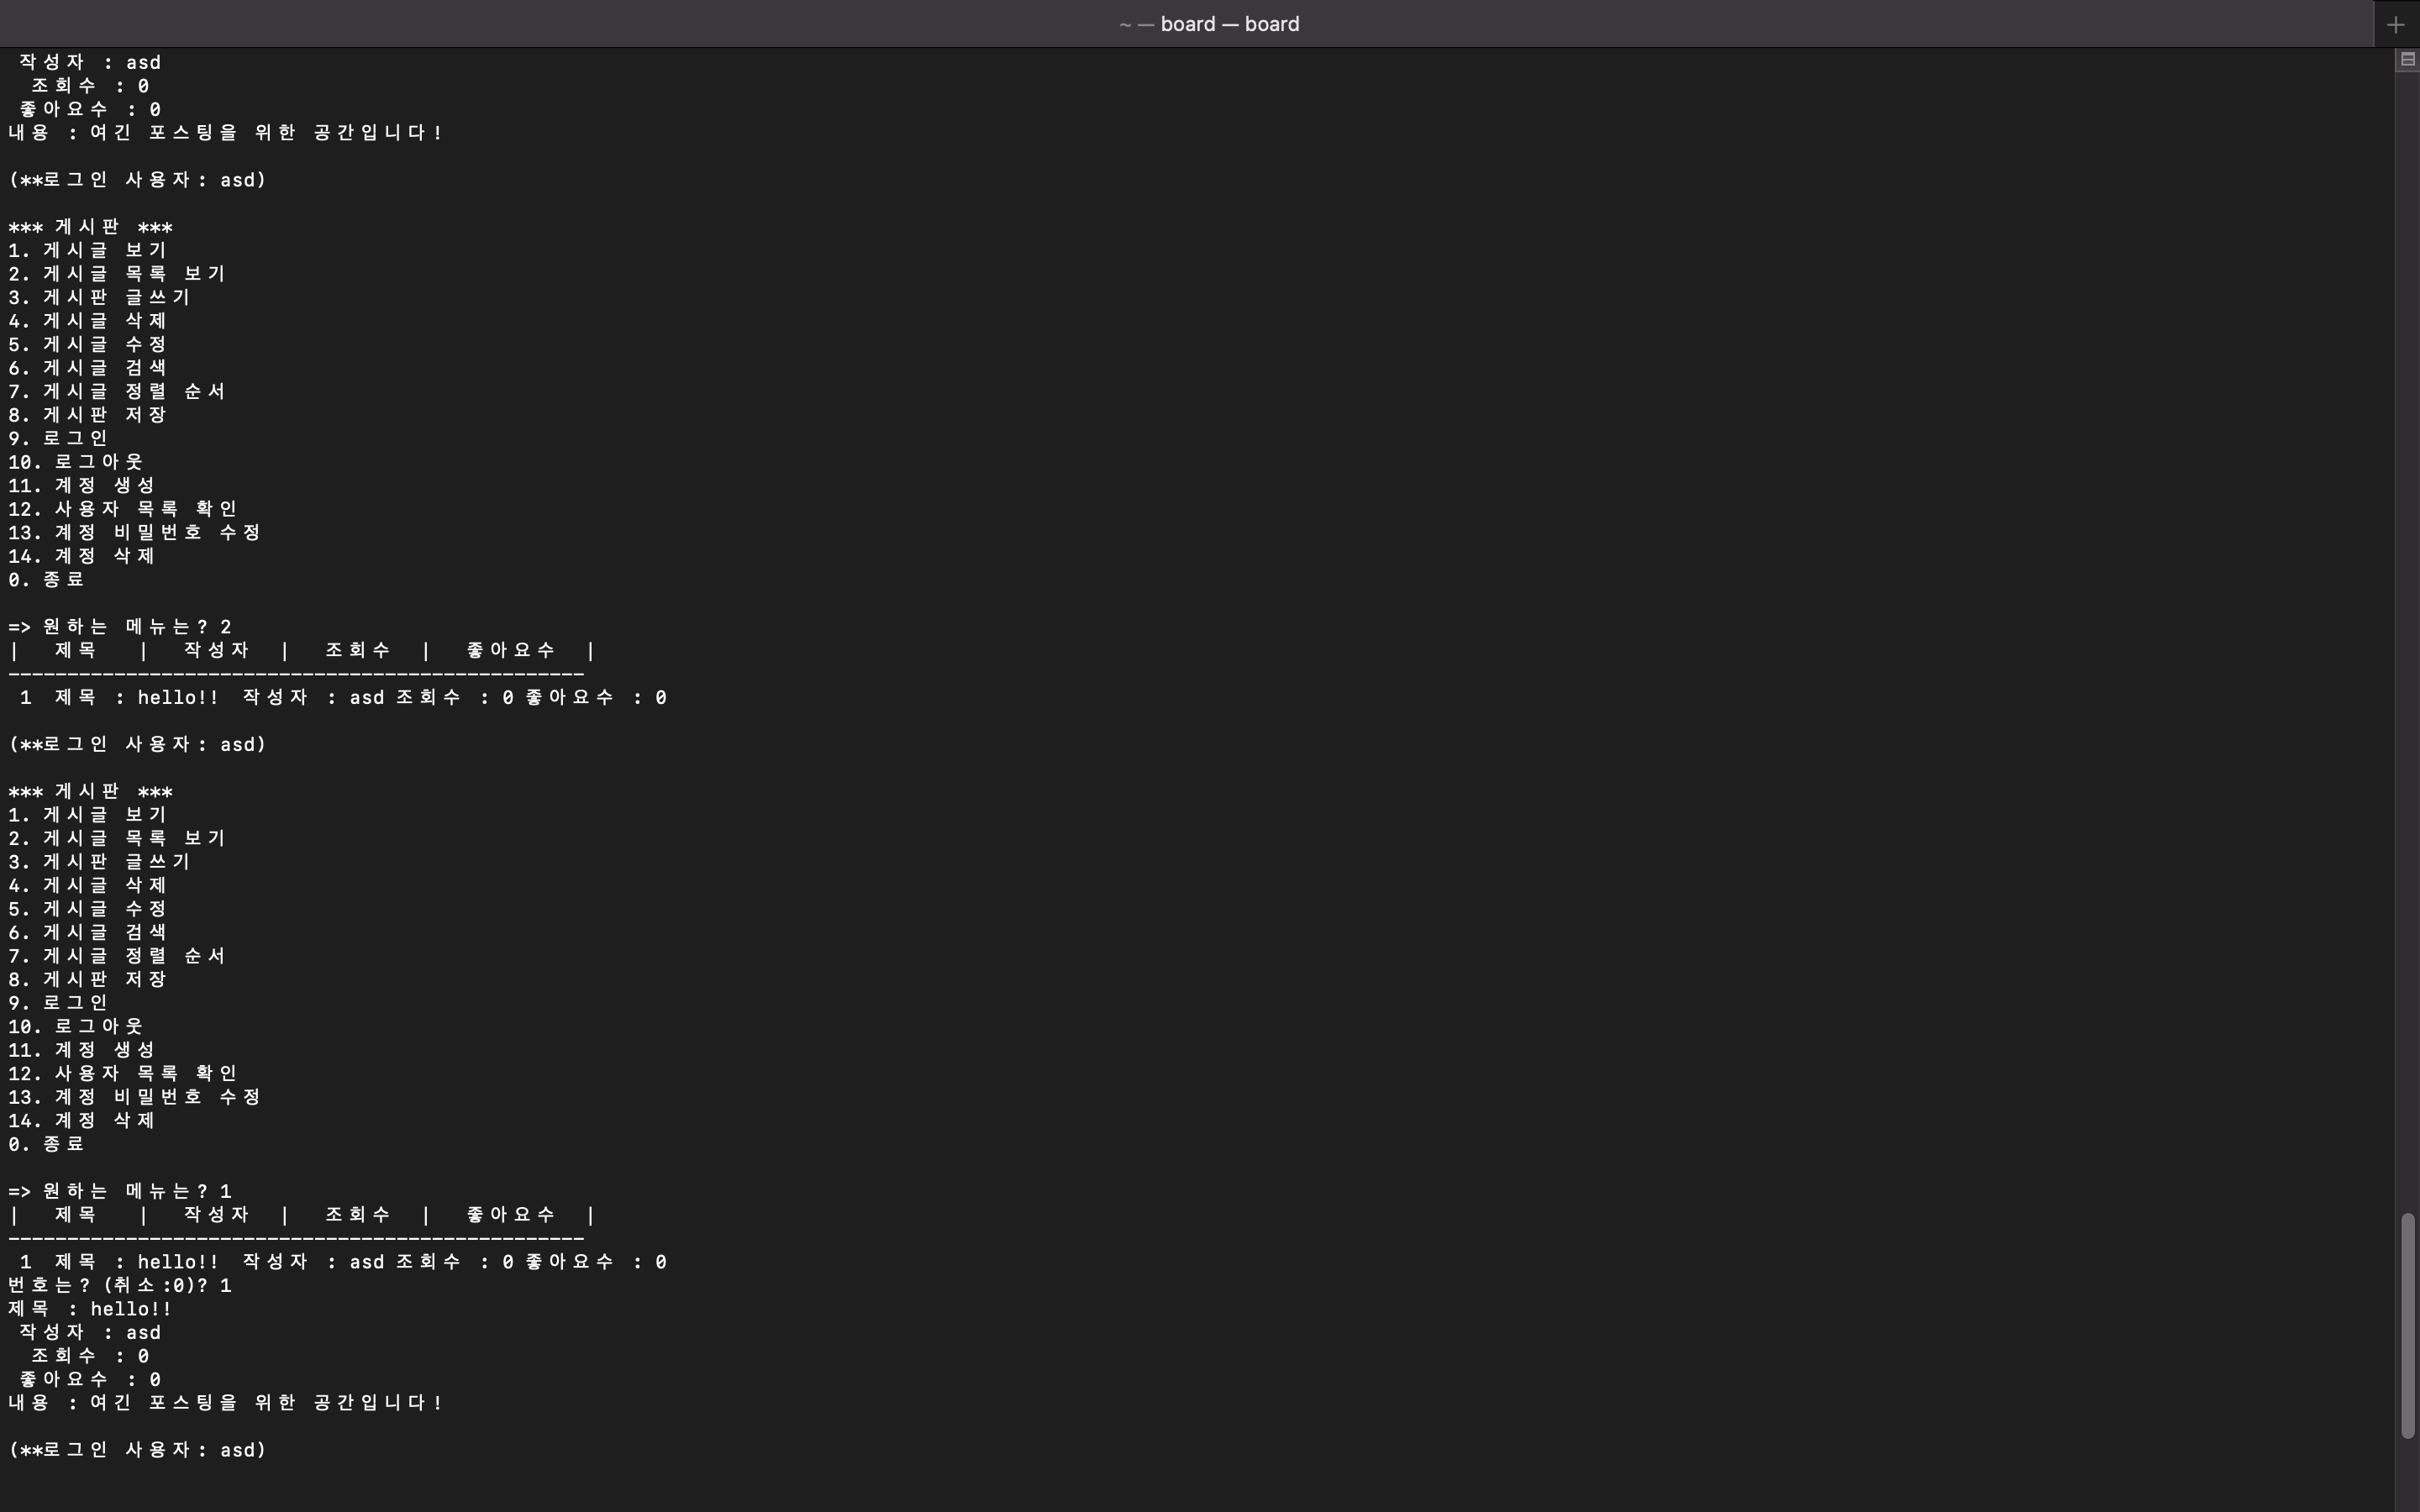 ~ — board — board
작성자 : asd
조회수 : 0
좋아요수 : 0
내용 : 여긴 포스팅을 위한 공간입니다!
(**로그인 사용자: asd)
*** 게시판 ***
1. 게시글 보기
2. 게시글 목록 보기
3. 게시판 글쓰기
4. 게시글 삭제
5. 게시글 수정
6. 게시글 검색
7. 게시글 정렬 순서
8. 게시판 저장
9. 로그인
10. 로그아웃
11. 계정 생성
12. 사용자 목록 확인
13. 계정 비밀번호 수정
14. 계정 삭제
0. 종료
=> 원하는 메뉴는? 2
| 제목 | 작성자 | 조회수 | 좋아요수 |
-------------------------------------------------
1 제목 : hello!! 작성자 : asd 조회수 : 0 좋아요수 : 0
(**로그인 사용자: asd)
*** 게시판 ***
1. 게시글 보기
2. 게시글 목록 보기
3. 게시판 글쓰기
4. 게시글 삭제
5. 게시글 수정
6. 게시글 검색
7. 게시글 정렬 순서
8. 게시판 저장
9. 로그인
10. 로그아웃
11. 계정 생성
12. 사용자 목록 확인
13. 계정 비밀번호 수정
14. 계정 삭제
0. 종료
=> 원하는 메뉴는? 1
| 제목 | 작성자 | 조회수 | 좋아요수 |
-------------------------------------------------
1 제목 : hello!! 작성자 : asd 조회수 : 0 좋아요수 : 0
번호는? (취소:0)? 1
제목 : hello!!
작성자 : asd
조회수 : 0
좋아요수 : 0
내용 : 여긴 포스팅을 위한 공간입니다!
(**로그인 사용자: asd)